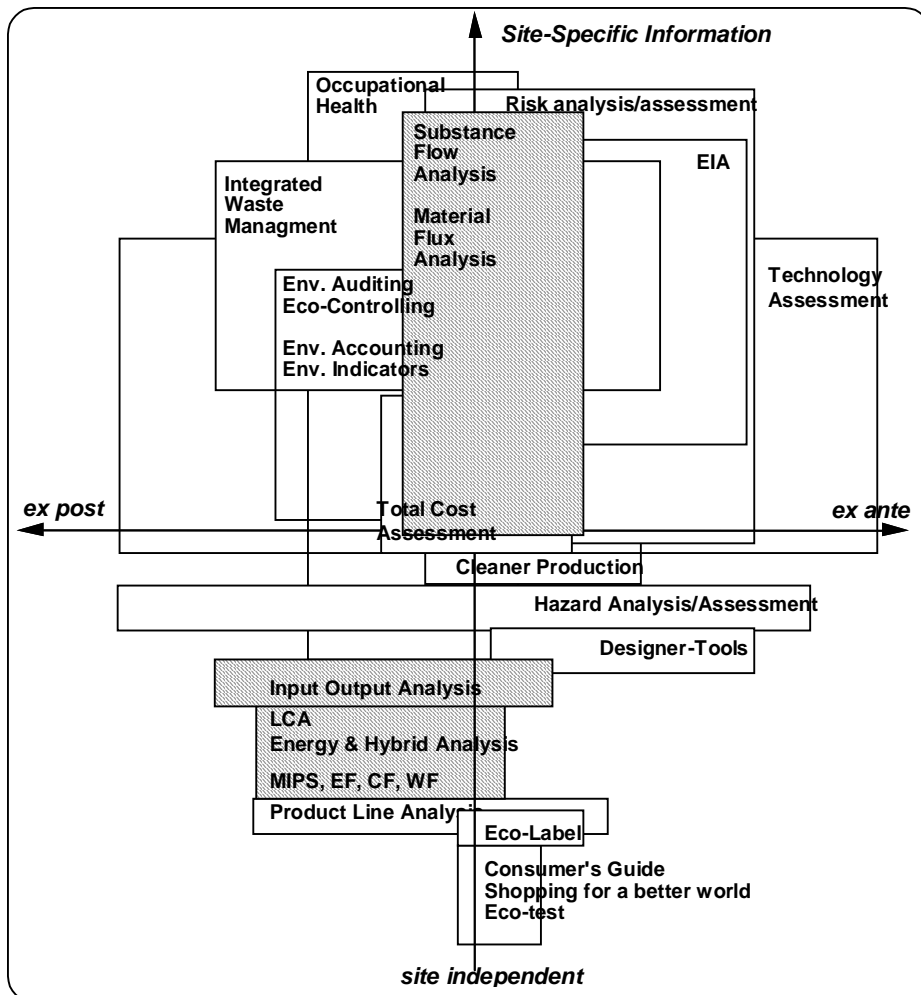 Site-Specific Information
Occupational
Health
Risk analysis/assessment
Substance
Flow
Analysis
EIA
Integrated
Waste
Managment
Material
Flux
Analysis
Technology
Assessment
Env. Auditing
Eco-Controlling
Env. Accounting
Env. Indicators
ex post
Total Cost
Assessment
ex ante
Cleaner Production
Hazard Analysis/Assessment
Designer-Tools
Input Output Analysis
LCA
Energy & Hybrid Analysis
MIPS, EF, CF, WF
Product Line Analysis
Eco-Label
Consumer's Guide
Shopping for a better world
Eco-test
site independent